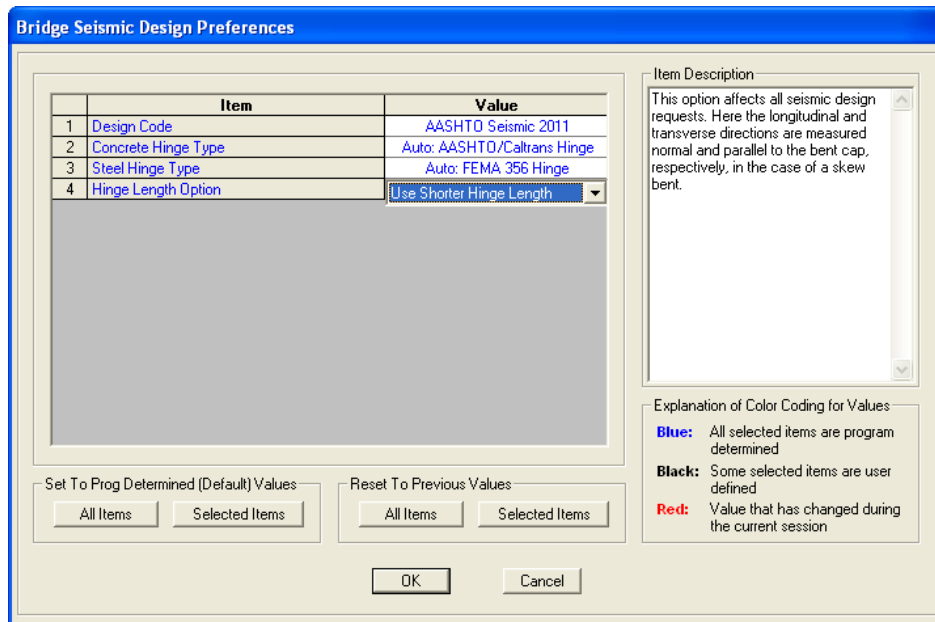 Bridge Seismic Design Preferences
Item Value
1 Design Code AASHTO Seismic 2011
2 Concrete Hinge Type Auto: AASHTO/Caltrans Hinge
3 Steel Hinge Type Auto: FEMA 356 Hinge
4 Hinge Length Option Use Shorter Hinge Length
Item Description
This option affects all seismic design
requests. Here the longitudinal and
transverse directions are measured
normal and parallel to the bent cap,
respectively, in the case of a skew
bent.
Explanation of Color Coding for Values
Blue: All selected items are program
determined
Black: Some selected items are user
defined
Red: Value that has changed during
the current session
Set To Prog Determined (Default) Values
All Items Selected Items
Reset To Previous Values
All Items Selected Items
OK Cancel